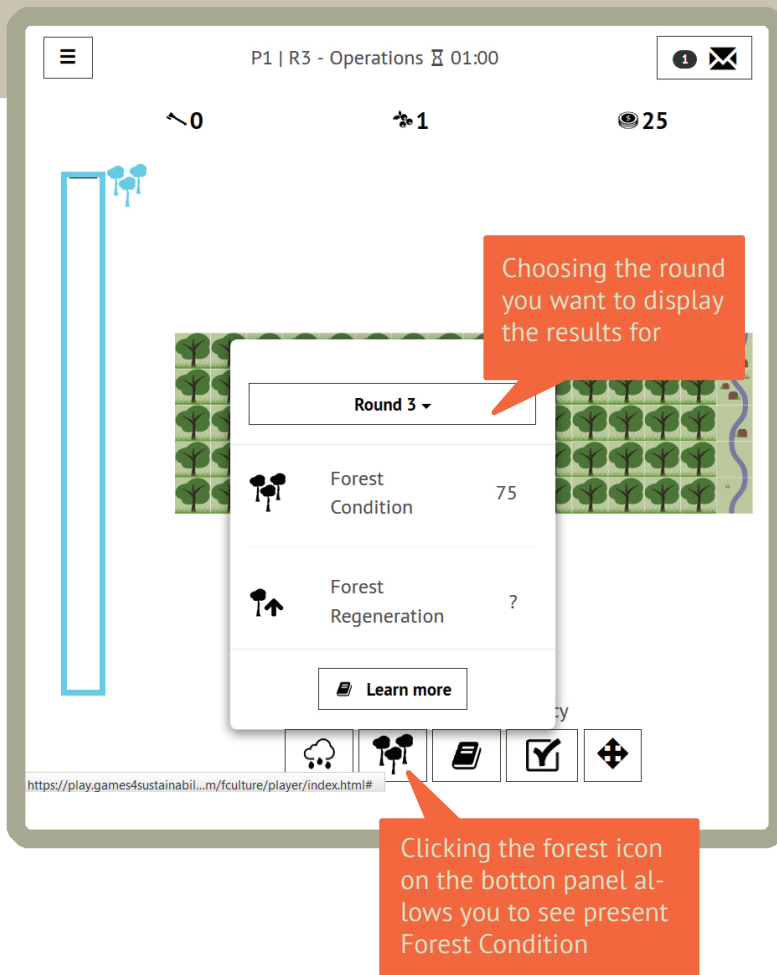 P1 | R3 - Operations ⌛ 01:00
1
0
1
25
Choosing the round
you want to display
the results for
Round 3
Forest
Condition
75
Forest
Regeneration
?
Learn more
cy
https://play.games4sustainabil...m/fculture/player/index.html#
Clicking the forest icon
on the botton panel al-
lows you to see present
Forest Condition